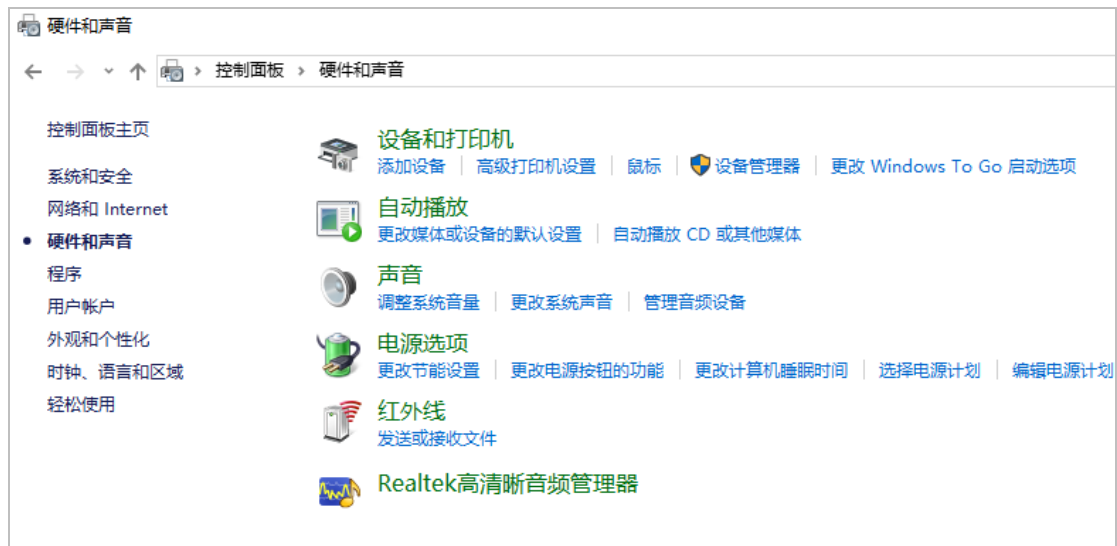 硬件和声音
控制面板 › 硬件和声音
控制面板主页
系统和安全
网络和 Internet
硬件和声音
程序
用户帐户
外观和个性化
时钟、语言和区域
轻松使用
设备和打印机
添加设备 | 高级打印机设置 | 鼠标 | 设备管理器 | 更改 Windows To Go 启动选项
自动播放
更改媒体或设备的默认设置 | 自动播放 CD 或其他媒体
声音
调整系统音量 | 更改系统声音 | 管理音频设备
电源选项
更改节能设置 | 更改电源按钮的功能 | 更改计算机睡眠时间 | 选择电源计划 | 编辑电源计划
红外线
发送或接收文件
Realtek高清晰音频管理器